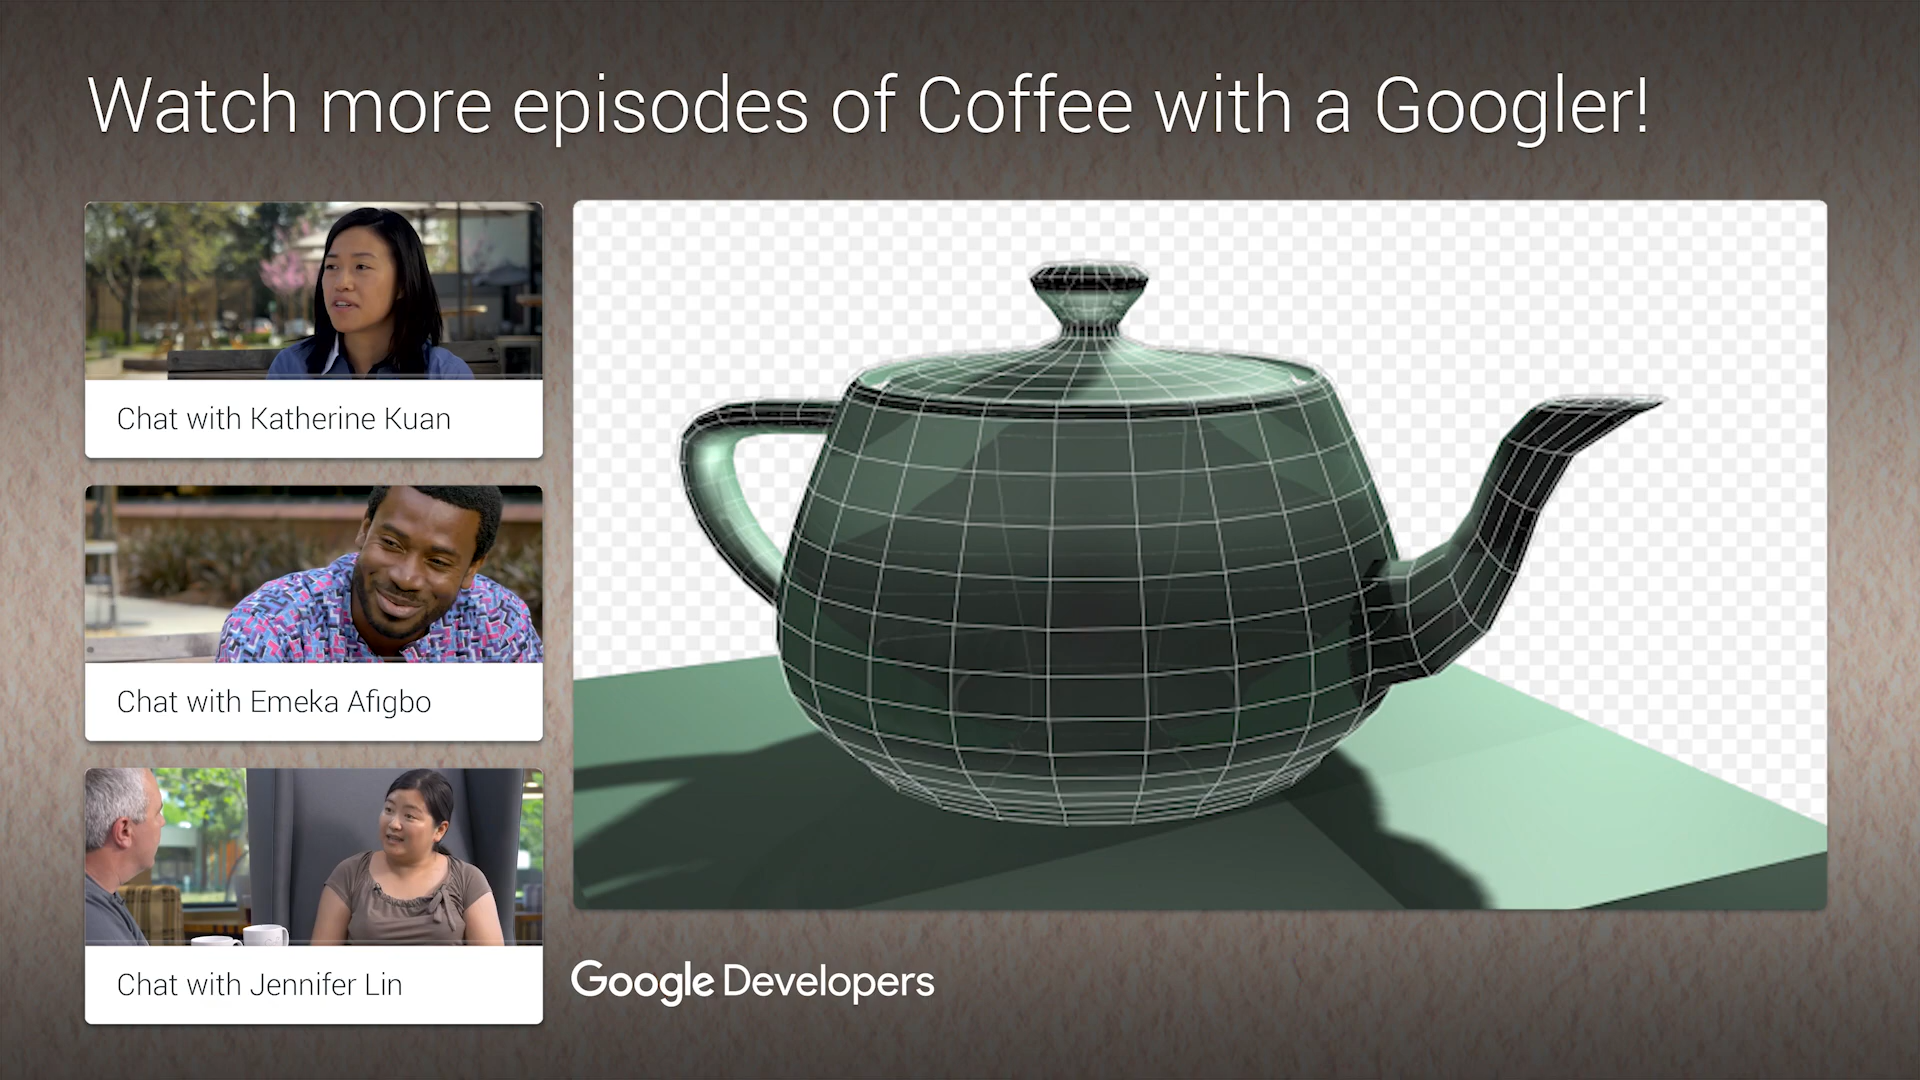 Watch more episodes of Coffee with a Googler!
Chat with Katherine Kuan
Chat with Emeka Afigbo
Chat with Jennifer Lin
Google Developers